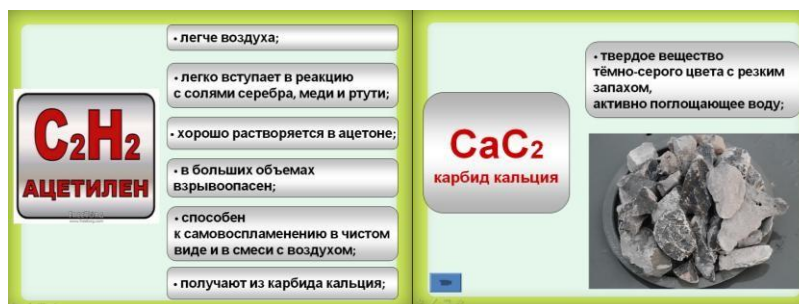 • легче воздуха;
• легко вступает в реакцию
с солями серебра, меди и ртути;
C2H2
АЦЕТИЛЕН
• хорошо растворяется в ацетоне;
• в больших объемах
взрывоопасен;
• способен
к самовоспламенению в чистом
виде и в смеси с воздухом;
• получают из карбида кальция;
• твердое вещество
тёмно-серого цвета с резким
запахом,
активно поглощающее воду;
CaC2
карбид кальция